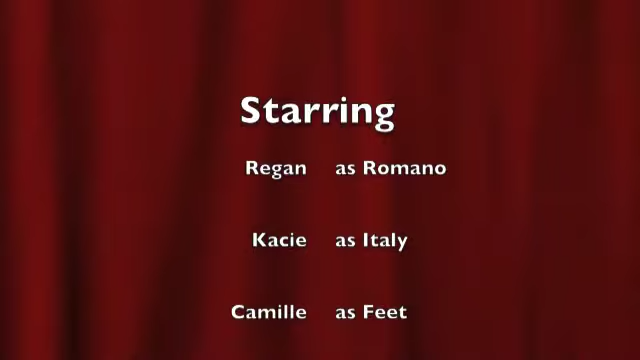 Starring
Regan as Romano
Kacie as Italy
Camille as Feet